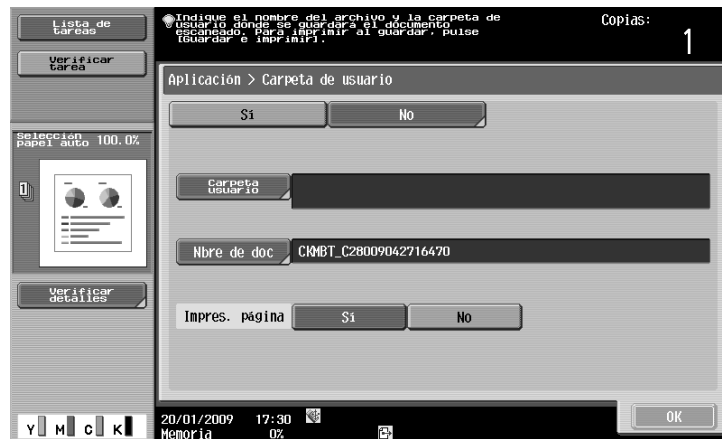 Lista de
tareas
Verificar
tarea
Indique el nombre del archivo y la carpeta de
usuario donde se guardará el documento
escaneado. Para imprimir al guardar, pulse
[Guardar e imprimir].
Copias:
1
Aplicación > Carpeta de usuario
Sí
No
Selección
papel auto 100.0%
1
Carpeta
usuario
Nbre de doc
CKMBT_C28009042716470
Verificar
detalles
Impres. página
Sí
No
OK
Y M C K
20/01/2009 17:30
Memoria 0%